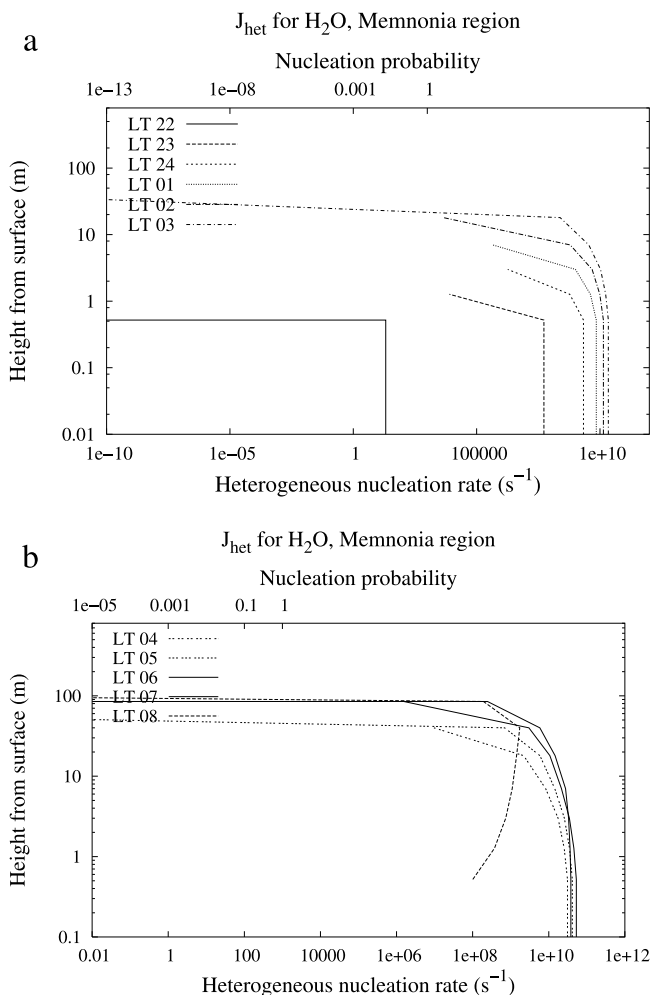 a
J_het for H₂O, Memnonia region
Nucleation probability
1e-13 1e-08 0.001 1
LT 22
LT 23
LT 24
LT 01
LT 02
LT 03
Height from surface (m)
100
10
1
0.1
0.01
1e-10 1e-05 1 100000 1e+10
Heterogeneous nucleation rate (s⁻¹)
b
J_het for H₂O, Memnonia region
Nucleation probability
1e-05 0.001 0.1 1
LT 04
LT 05
LT 06
LT 07
LT 08
Height from surface (m)
100
10
1
0.1
0.01 1 100 10000 1e+06 1e+08 1e+10 1e+12
Heterogeneous nucleation rate (s⁻¹)